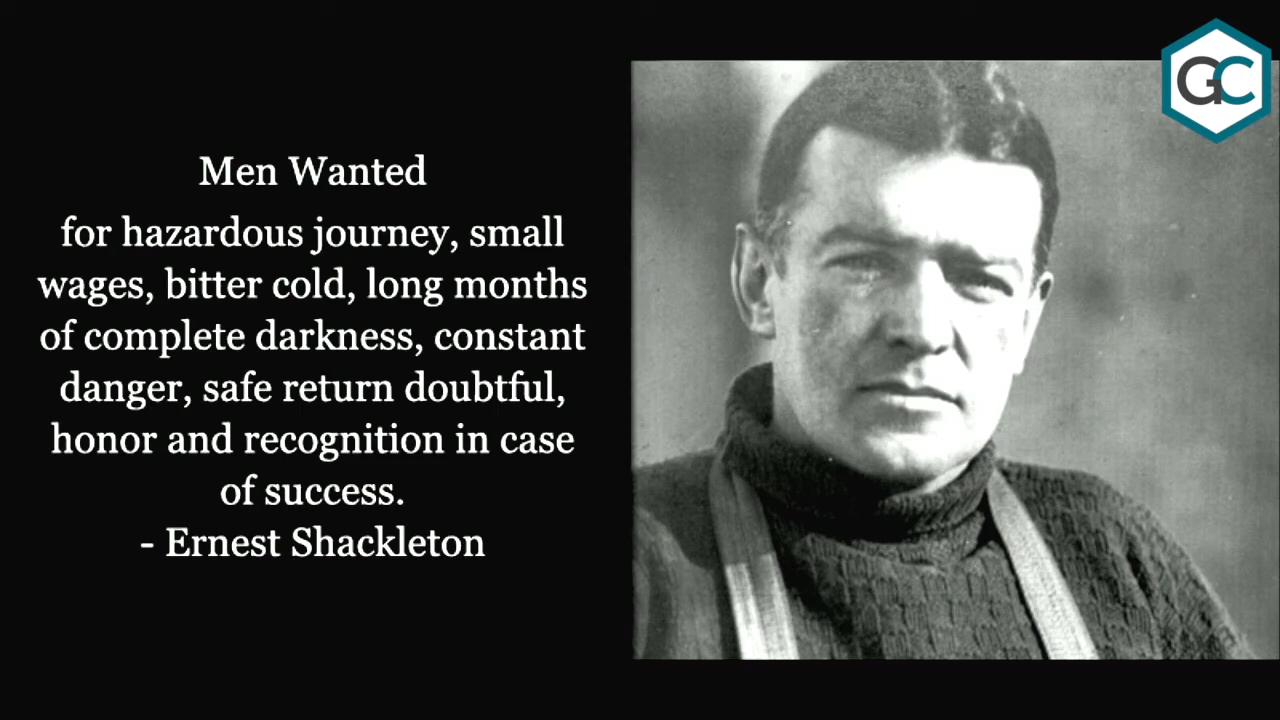 GC
Men Wanted
for hazardous journey, small
wages, bitter cold, long months
of complete darkness, constant
danger, safe return doubtful,
honor and recognition in case
of success.
- Ernest Shackleton